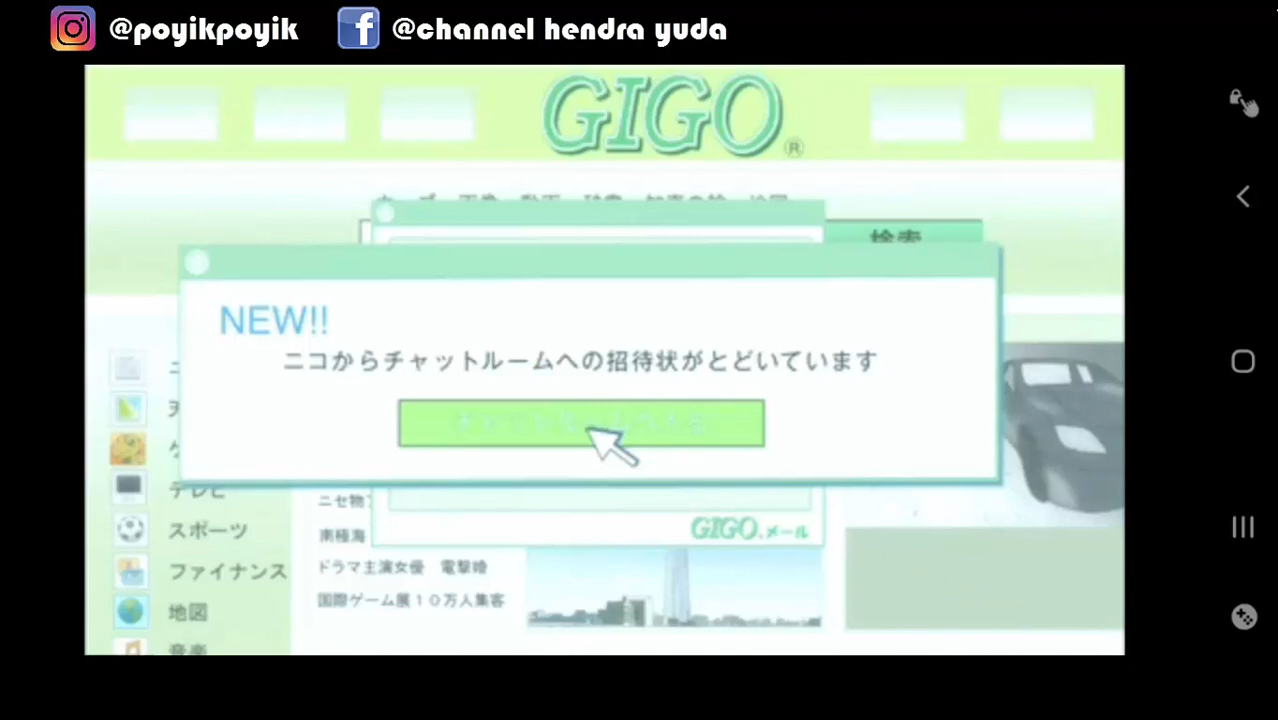 @poyikpoyik @channel hendra yuda
GIGO®
検索
NEW!!
ニコからチャットルームへの招待状がとどいています
テレビ
ニセ物
スポーツ
南極海
GIGO.メール
ファイナンス
ドラマ主演女優 電撃婚
地図
国際ゲーム展10万人集客
音楽